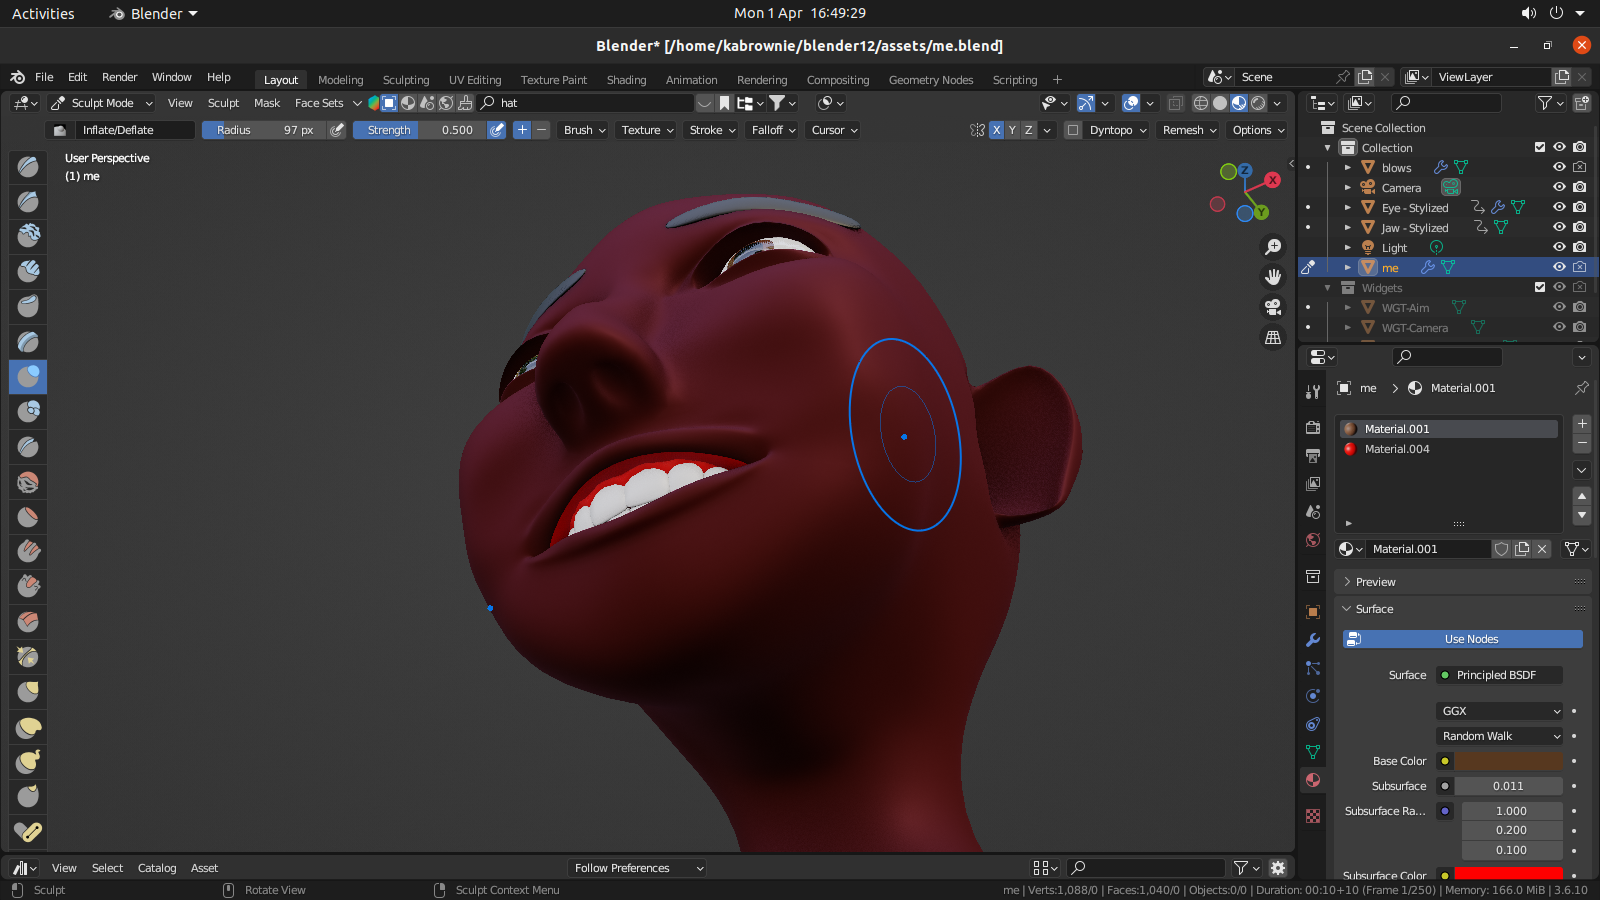 Activities
Blender
Mon 1 Apr 16:49:29
Blender* [/home/kabrownie/blender12/assets/me.blend]
File Edit Render Window Help
Layout Modeling Sculpting UV Editing Texture Paint Shading Animation Rendering Compositing Geometry Nodes Scripting +
Scene
ViewLayer
Sculpt Mode View Sculpt Mask Face Sets
hat
Inflate/Deflate
Radius 97 px
Strength 0.500
Brush Texture Stroke Falloff Cursor
X Y Z
Dyntopo Remesh Options
User Perspective
(1) me
Z
X
Y
Scene Collection
Collection
blows
Camera
Eye - Stylized
Jaw - Stylized
Light
me
Widgets
WGT-Aim
WGT-Camera
me > Material.001
Material.001
Material.004
Material.001
Preview
Surface
Use Nodes
Surface Principled BSDF
GGX
Random Walk
Base Color
Subsurface 0.011
Subsurface Ra... 1.000
0.200
0.100
Subsurface Color
View Select Catalog Asset
Follow Preferences
Sculpt
Rotate View
Sculpt Context Menu
me | Verts:1,088/0 | Faces:1,040/0 | Objects:0/0 | Duration: 00:10+10 (Frame 1/250) | Memory: 166.0 MiB | 3.6.10